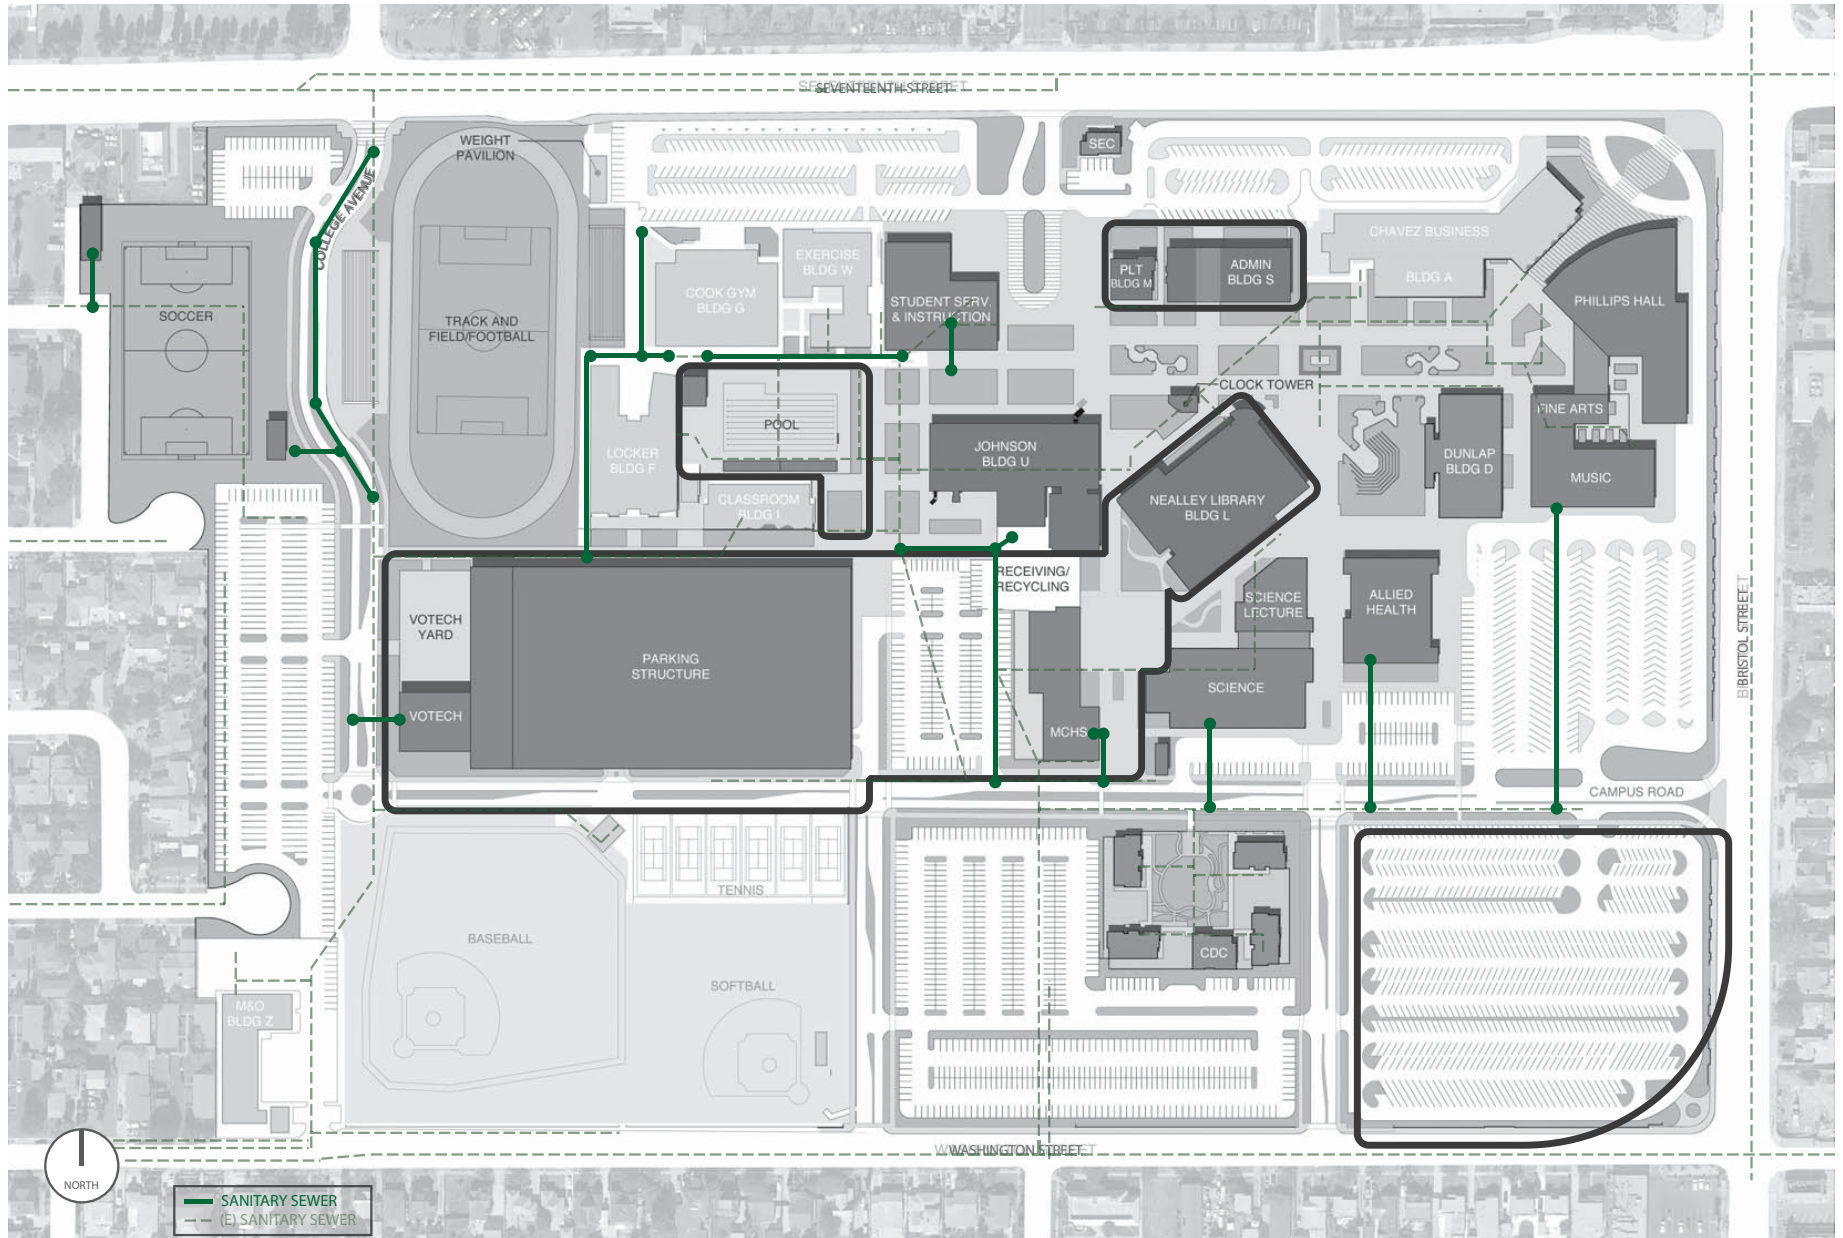 SEVENTEENTH STREET
WEIGHT
PAVILION
SEC
COLLEGE AVENUE
CHAVEZ BUSINESS
BLDG A
EXERCISE
BLDG W
PLT
BLDG M
ADMIN
BLDG S
COOK GYM
BLDG G
STUDENT SERV.
& INSTRUCTION
PHILLIPS HALL
SOCCER
TRACK AND
FIELD/FOOTBALL
CLOCK TOWER
FINE ARTS
POOL
LOCKER
BLDG F
JOHNSON
BLDG U
DUNLAP
BLDG D
MUSIC
CLASSROOM
BLDG I
NEALLEY LIBRARY
BLDG L
RECEIVING/
RECYCLING
SCIENCE
LECTURE
ALLIED
HEALTH
VOTECH
YARD
PARKING
STRUCTURE
BRISTOL STREET
SCIENCE
VOTECH
MCHS
CAMPUS ROAD
TENNIS
BASEBALL
CDC
SOFTBALL
M&O
BLDG Z
WASHINGTON STREET
NORTH
SANITARY SEWER
(E) SANITARY SEWER